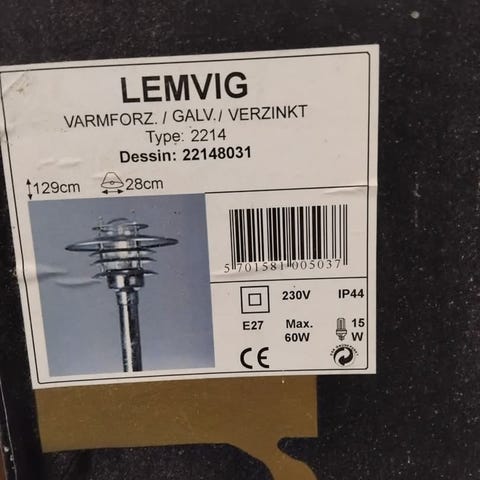 LEMVIG
VARMFORZ. / GALV./ VERZINKT
Type: 2214
Dessin: 22148031
129cm 28cm
5 701581 005037
230V IP44
E27 Max. 60W 15 W
CE